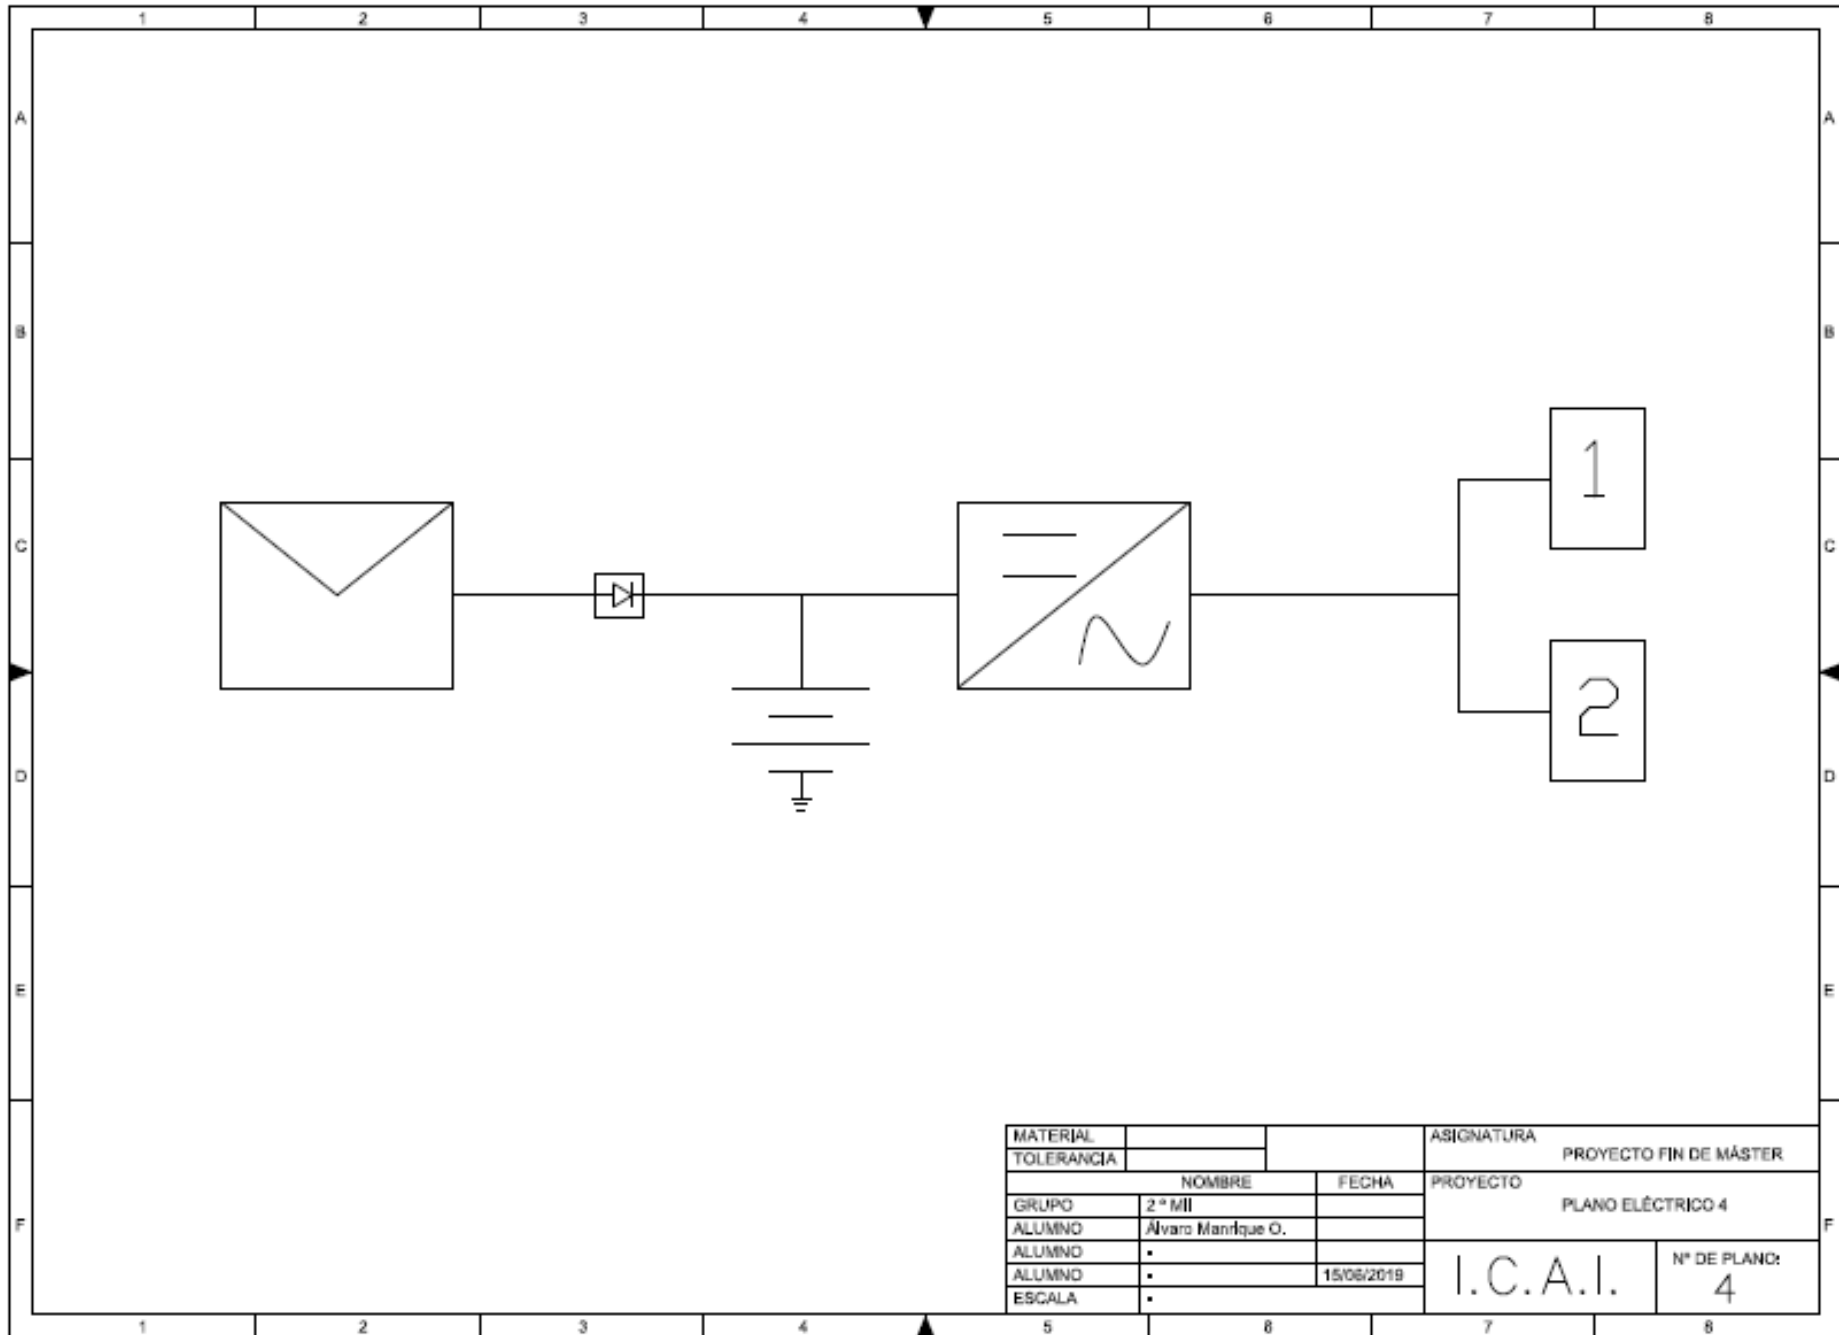 1 2 3 4 5 6 7 8
A A
B B
1
C C
2
D D
E E
MATERIAL
ASIGNATURA
TOLERANCIA
PROYECTO FIN DE MÁSTER
NOMBRE FECHA
PROYECTO
GRUPO 2º MII
PLANO ELÉCTRICO 4
F F
ALUMNO Álvaro Manrique O.
ALUMNO -
Nº DE PLANO:
ALUMNO - 15/06/2019
I.C.A.I.
4
ESCALA -
1 2 3 4 5 6 7 8